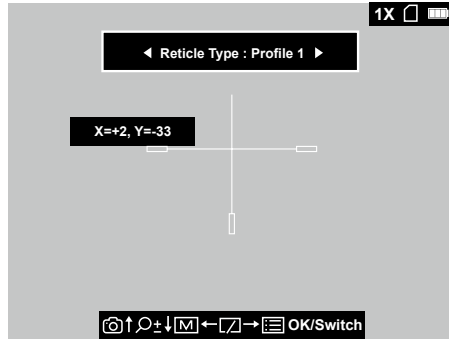 1X
◀ Reticle Type : Profile 1 ▶
X=+2, Y=-33
↑ ± ↓ M ← → OK/Switch